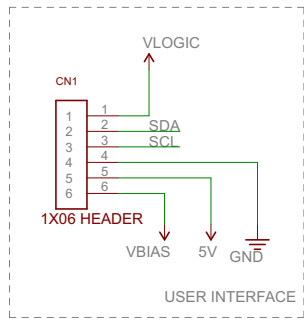 VLOGIC
CN1
1 1
2 2 SDA
3 3 SCL
4 4
5 5
6 6
1X06 HEADER
VBIAS 5V GND
USER INTERFACE